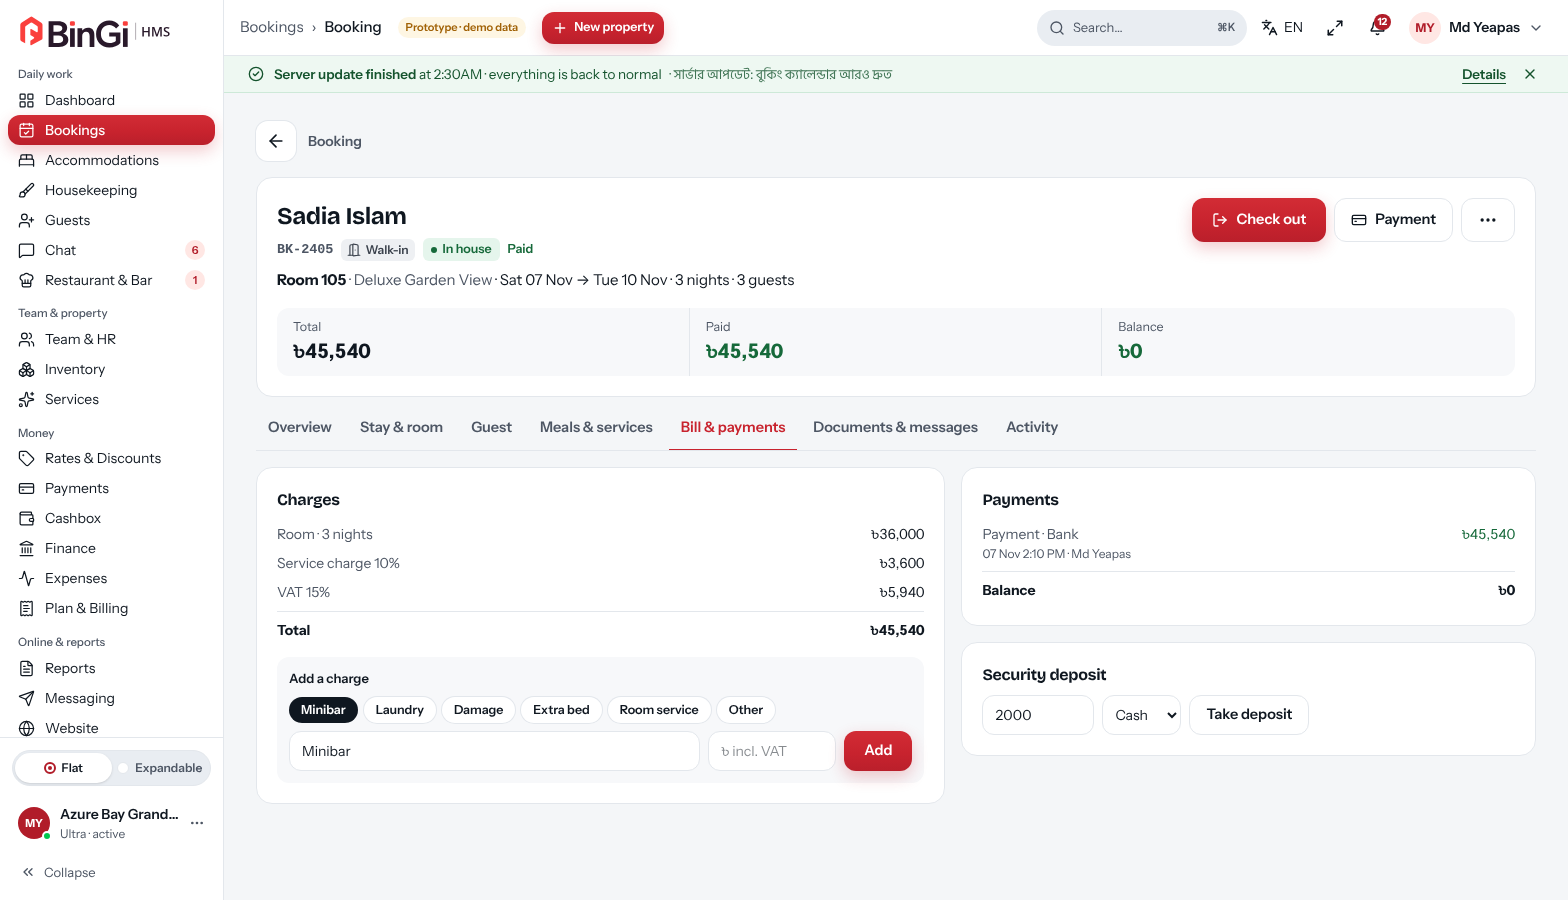 BinGi HMS
Bookings › Booking
Prototype · demo data
+ New property
Search...
⌘K
EN
12
MY
Md Yeapas
Server update finished at 2:30AM · everything is back to normal · সার্ভার আপডেট: বুকিং ক্যালেন্ডার আরও দ্রুত
Details
Daily work
Dashboard
Bookings
Accommodations
Housekeeping
Guests
Chat 6
Restaurant & Bar 1
Team & property
Team & HR
Inventory
Services
Money
Rates & Discounts
Payments
Cashbox
Finance
Expenses
Plan & Billing
Online & reports
Reports
Messaging
Website
Flat
Expandable
MY
Azure Bay Grand...
Ultra · active
Collapse
Booking
Sadia Islam
BK-2405 Walk-in In house Paid
Room 105 · Deluxe Garden View · Sat 07 Nov → Tue 10 Nov · 3 nights · 3 guests
Check out
Payment
Total
৳45,540
Paid
৳45,540
Balance
৳0
Overview
Stay & room
Guest
Meals & services
Bill & payments
Documents & messages
Activity
Charges
Room · 3 nights ৳36,000
Service charge 10% ৳3,600
VAT 15% ৳5,940
Total ৳45,540
Add a charge
Minibar
Laundry
Damage
Extra bed
Room service
Other
Minibar
৳ incl. VAT
Add
Payments
Payment · Bank ৳45,540
07 Nov 2:10 PM · Md Yeapas
Balance ৳0
Security deposit
2000
Cash
Take deposit